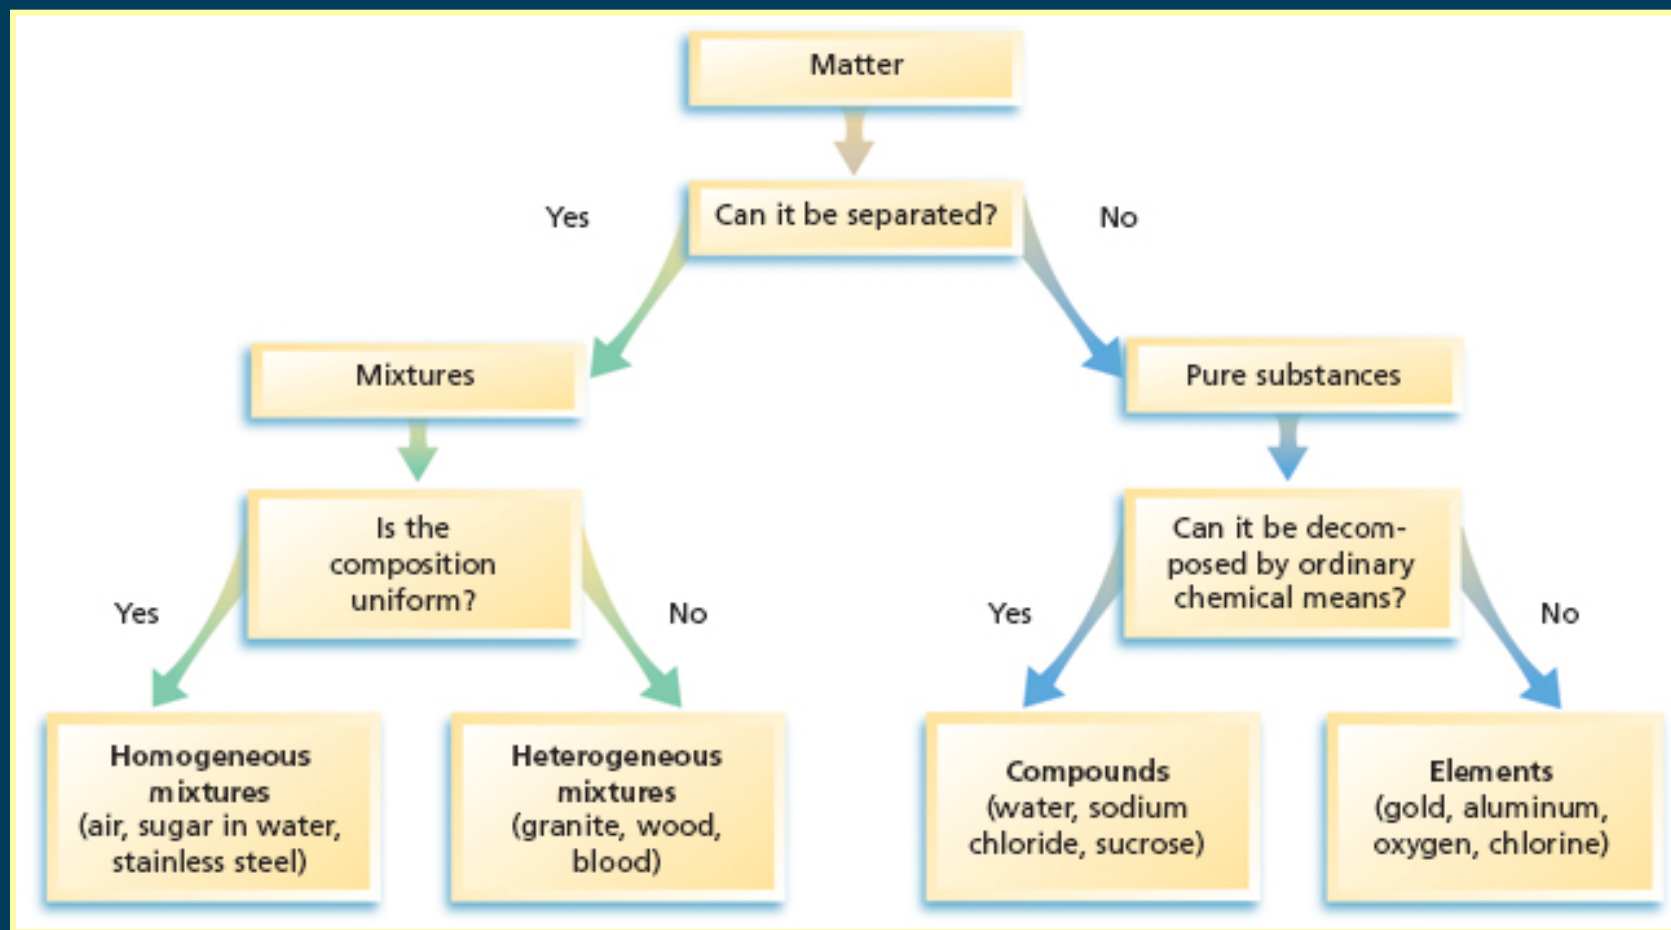 Matter
Can it be separated?
Yes
No
Mixtures
Pure substances
Is the
composition
uniform?
Yes
No
Can it be decom-
posed by ordinary
chemical means?
Yes
No
Homogeneous
mixtures
(air, sugar in water,
stainless steel)
Heterogeneous
mixtures
(granite, wood,
blood)
Compounds
(water, sodium
chloride, sucrose)
Elements
(gold, aluminum,
oxygen, chlorine)